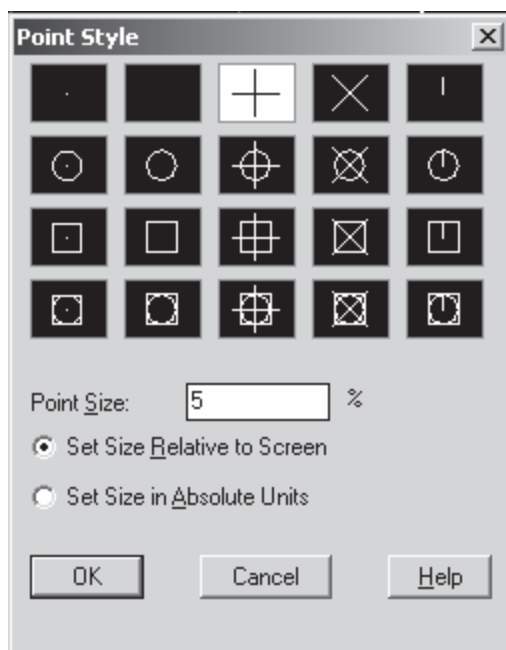 Point Style
Point Size: 5 %
Set Size Relative to Screen
Set Size in Absolute Units
OK Cancel Help